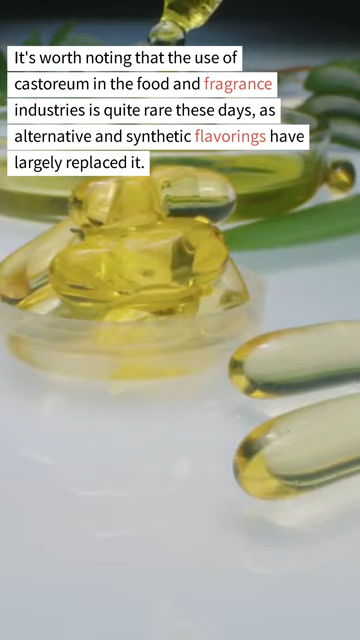 It's worth noting that the use of
castoreum in the food and fragrance
industries is quite rare these days, as
alternative and synthetic flavorings have
largely replaced it.